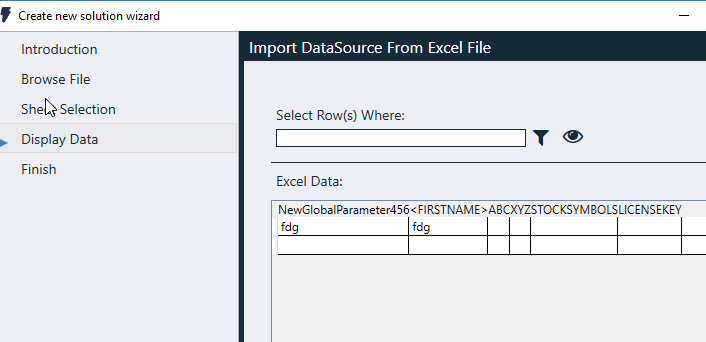 Create new solution wizard
Introduction
Browse File
Sheet Selection
Display Data
Finish
Import DataSource From Excel File
Select Row(s) Where:
Excel Data:
NewGlobalParameter456<FIRSTNAME>ABCXYZSTOCKSYMBOLSLICENSEKEY
fdg fdg